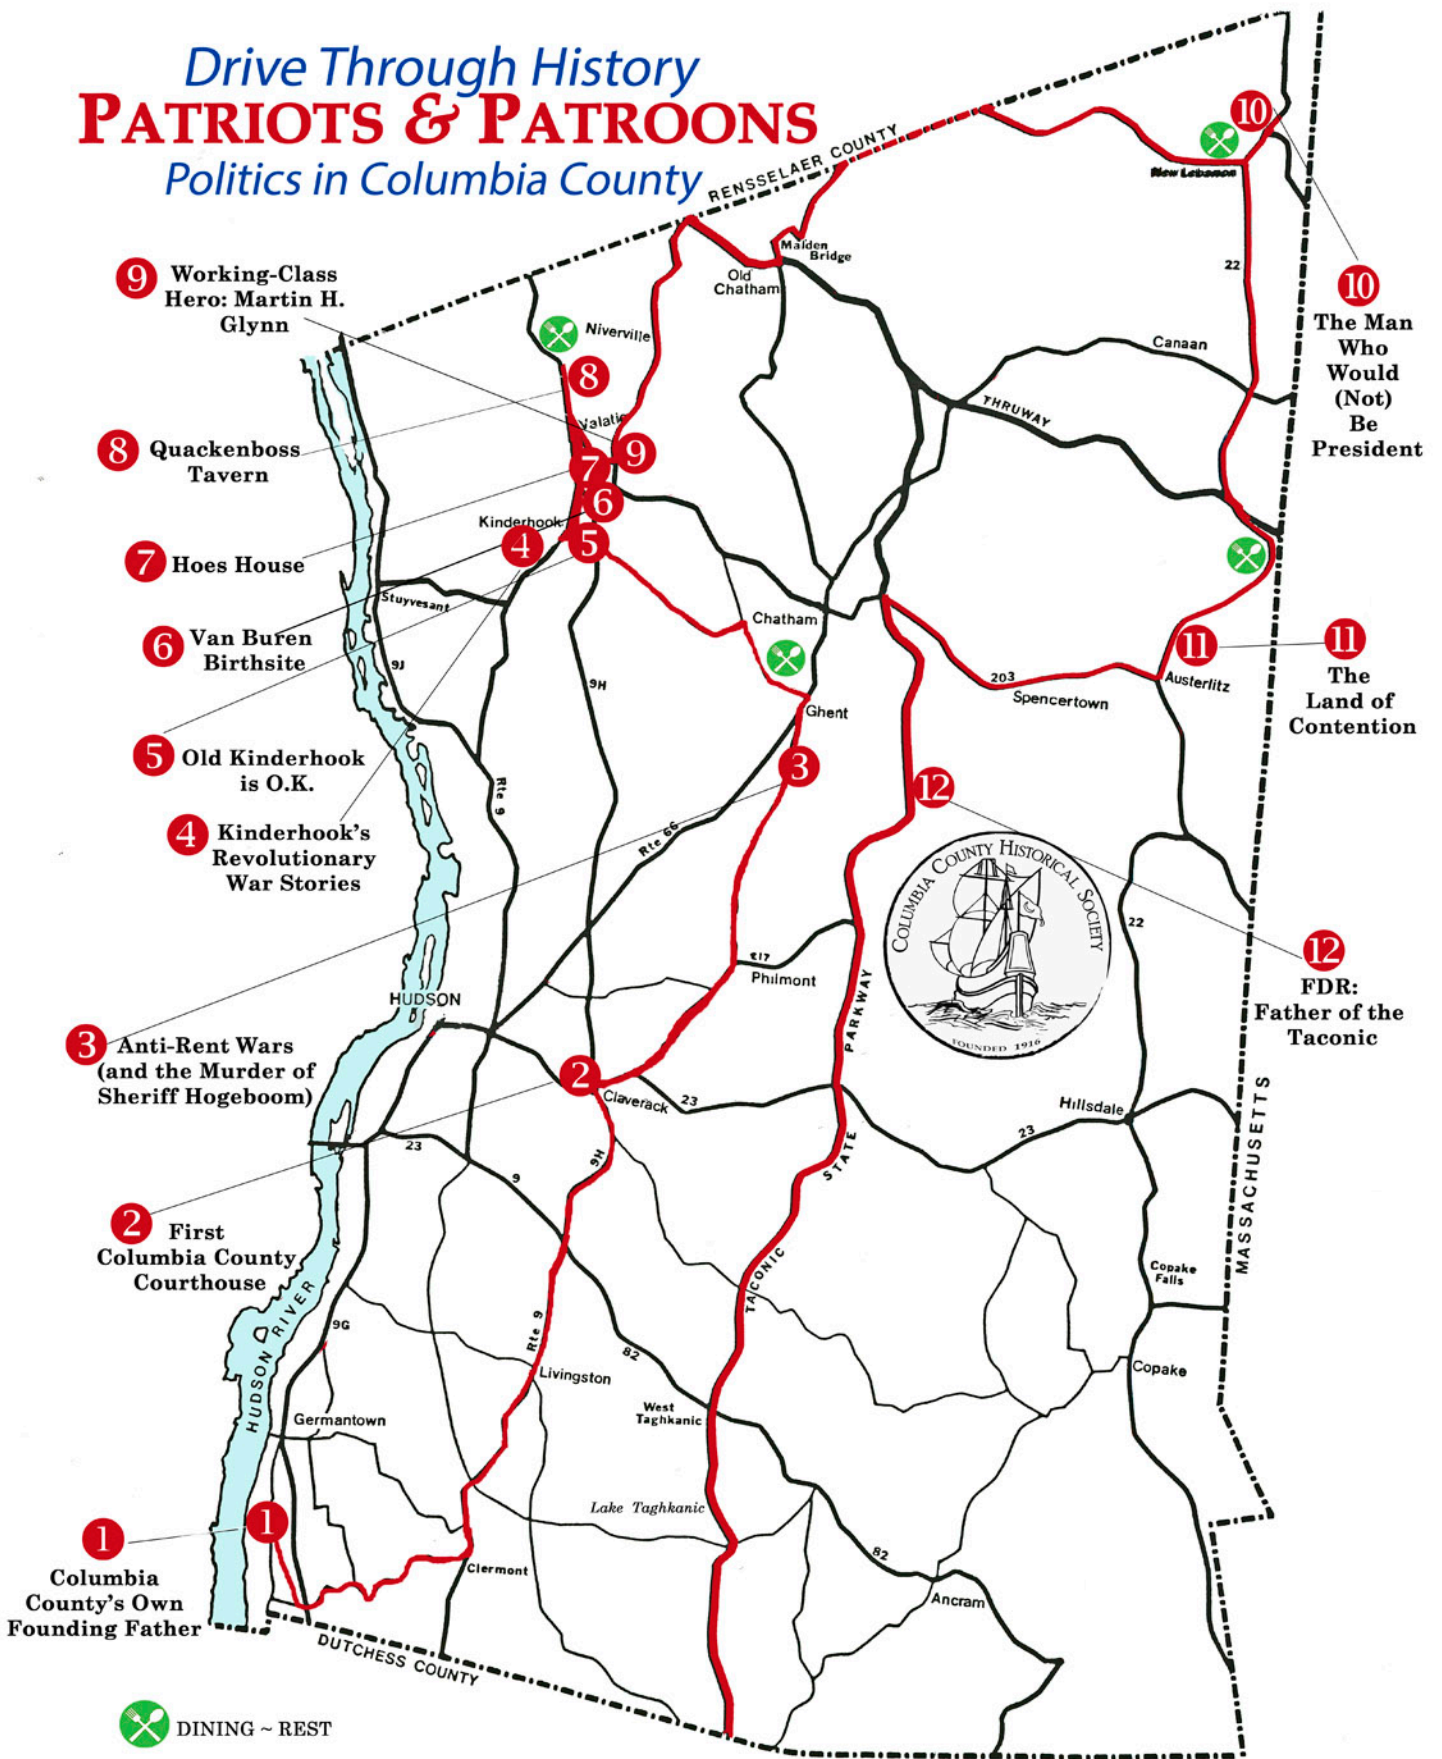 Drive Through History
PATRIOTS & PATROONS
Politics in Columbia County
RENSSELAER COUNTY
10
New Lebanon
9
Working-Class
Hero: Martin H.
Glynn
Malden
Bridge
Old
Chatham
22
10
The Man
Who
Would
(Not)
Be
President
Niverville
8
Canaan
THRUWAY
Valatie
8
Quackenboss
Tavern
9
7
6
Kinderhook
4
5
7
Hoes House
Stuyvesant
Chatham
6
Van Buren
Birthsite
9J
9H
11
11
The
Land of
Contention
203
Spencertown
Austerlitz
Ghent
5
Old Kinderhook
is O.K.
3
12
Rte 9
4
Kinderhook's
Revolutionary
War Stories
Rte 66
COLUMBIA COUNTY HISTORICAL SOCIETY
FOUNDED 1916
22
12
FDR:
Father of the
Taconic
217
Philmont
HUDSON
PARKWAY
3
Anti-Rent Wars
(and the Murder of
Sheriff Hogeboom)
2
Claverack
23
Hillsdale
23
MASSACHUSETTS
23
9
9H
STATE
2
First
Columbia County
Courthouse
TACONIC
Copake
Falls
HUDSON RIVER
9G
Rte 9
82
Livingston
Copake
West
Taghkanic
Germantown
Lake Taghkanic
1
1
Columbia
County's Own
Founding Father
Clermont
82
Ancram
DUTCHESS COUNTY
DINING ~ REST